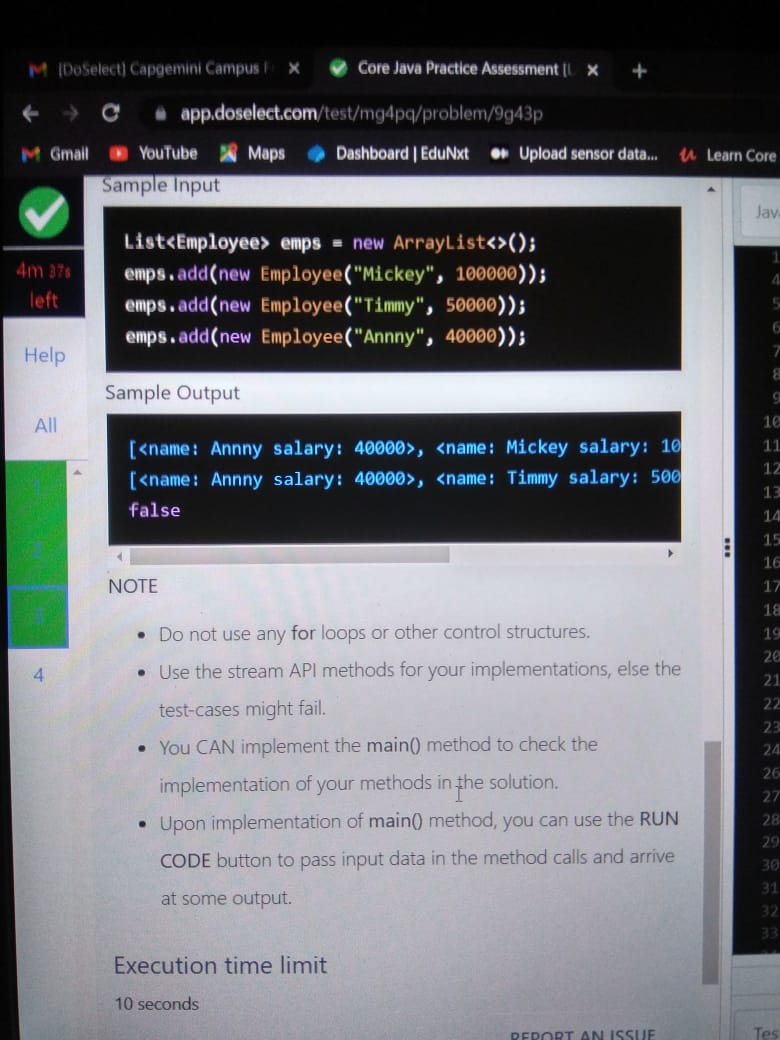 [DoSelect] Capgemini Campus
Core Java Practice Assessment [
app.doselect.com/test/mg4pq/problem/9g43p
Gmail
YouTube
Maps
Dashboard | EduNxt
Upload sensor data...
Learn Core
4m 37s
left
Help
All
1
2
3
4
Sample Input
List<Employee> emps = new ArrayList<>();
emps.add(new Employee("Mickey", 100000));
emps.add(new Employee("Timmy", 50000));
emps.add(new Employee("Annny", 40000));
Sample Output
[<name: Annny salary: 40000>, <name: Mickey salary: 10
[<name: Annny salary: 40000>, <name: Timmy salary: 500
false
NOTE
• Do not use any for loops or other control structures.
• Use the stream API methods for your implementations, else the
test-cases might fail.
• You CAN implement the main() method to check the
implementation of your methods in the solution.
• Upon implementation of main() method, you can use the RUN
CODE button to pass input data in the method calls and arrive
at some output.
Execution time limit
10 seconds
REPORT AN ISSUE
Jav
1
4
5
6
7
8
9
10
11
12
13
14
15
16
17
18
19
20
21
22
23
24
26
27
28
29
30
31
32
33
Tes